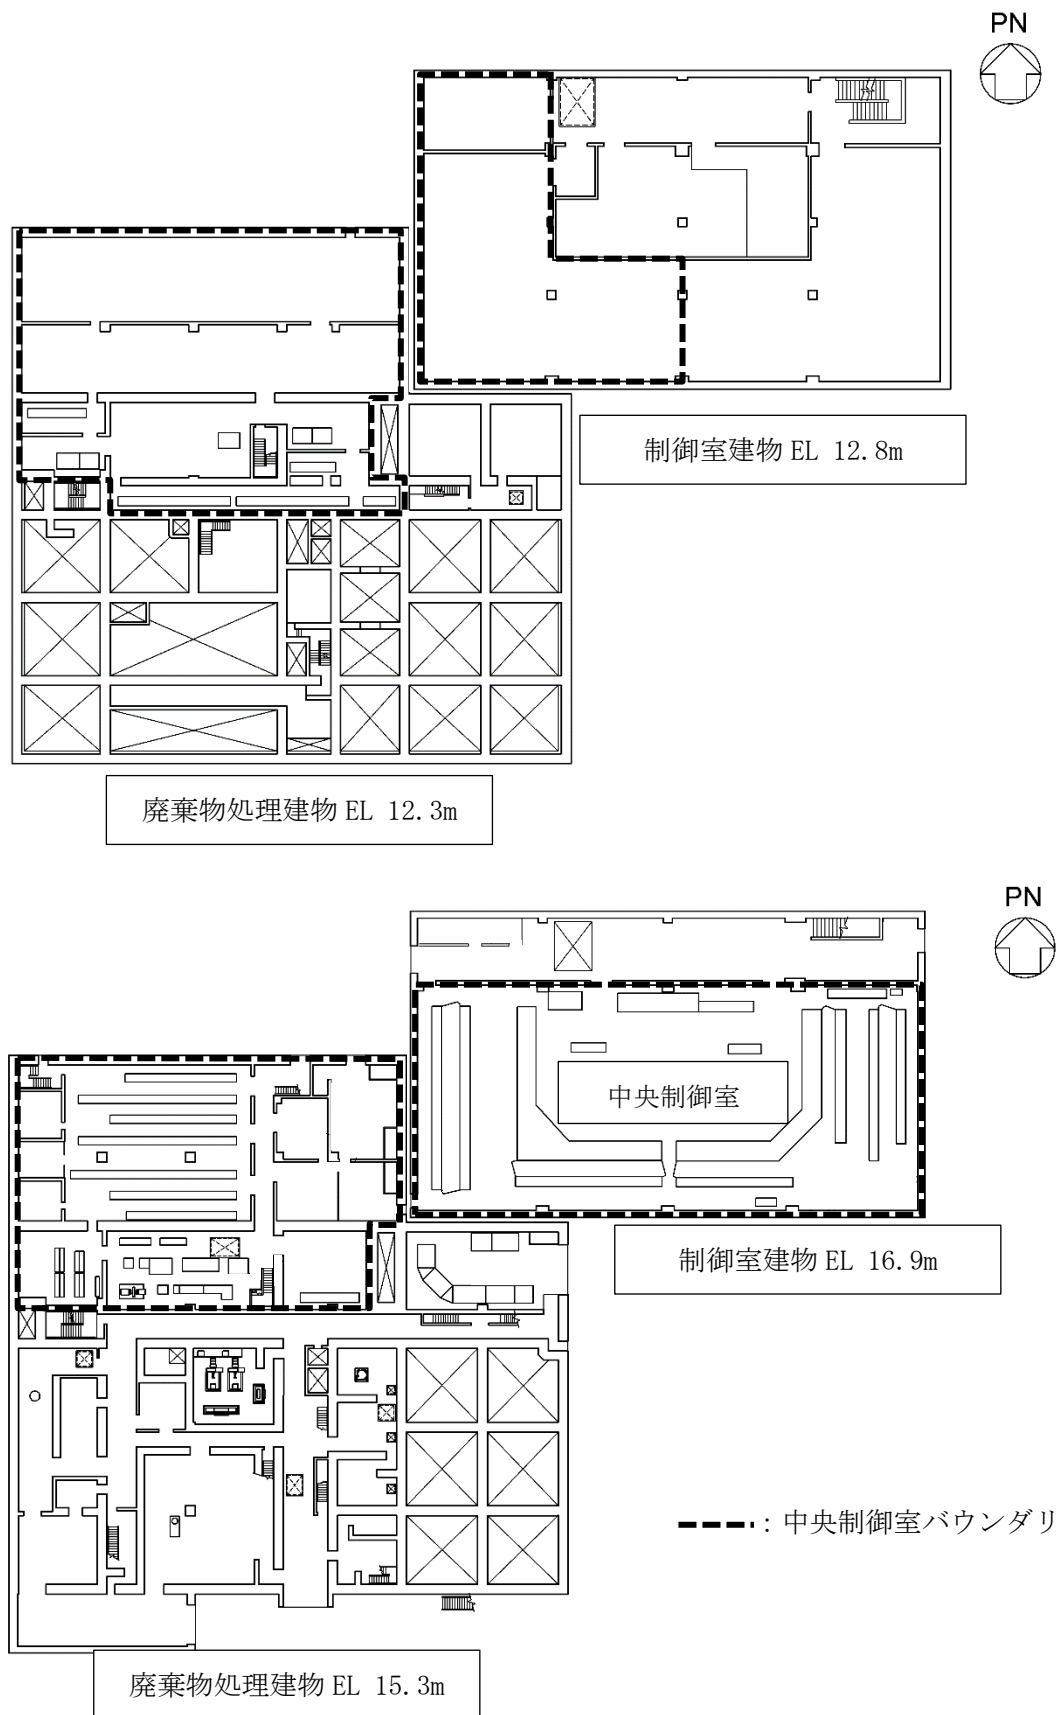 PN
制御室建物 EL 12.8m
廃棄物処理建物 EL 12.3m
PN
中央制御室
制御室建物 EL 16.9m
:中央制御室バウンダリ
廃棄物処理建物 EL 15.3m